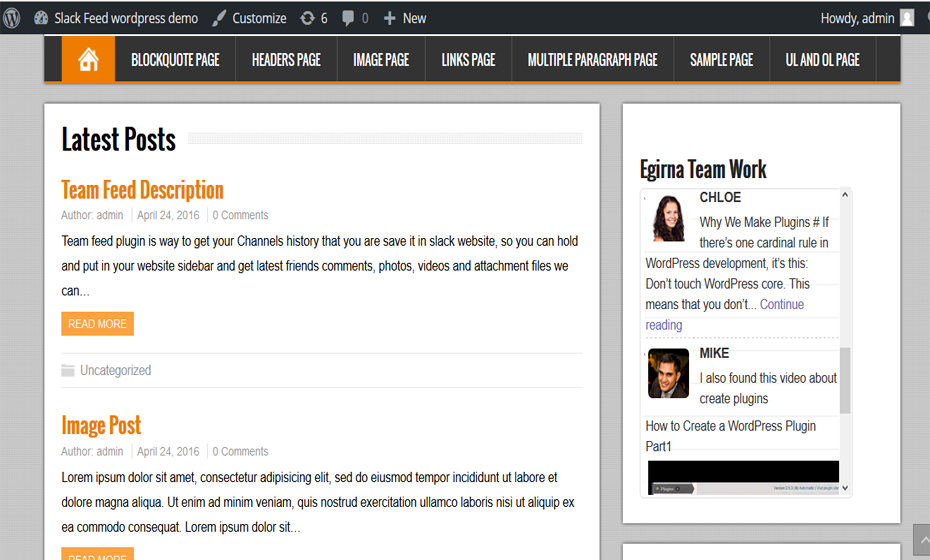 Slack Feed wordpress demo Customize 6 0 New Howdy, admin
BLOCKQUOTE PAGE HEADERS PAGE IMAGE PAGE LINKS PAGE MULTIPLE PARAGRAPH PAGE SAMPLE PAGE UL AND OL PAGE
Latest Posts
Team Feed Description
Author: admin April 24, 2016 0 Comments
Team feed plugin is way to get your Channels history that you are save it in slack website, so you can hold
and put in your website sidebar and get latest friends comments, photos, videos and attachment files we
can...
READ MORE
Uncategorized
Image Post
Author: admin April 24, 2016 0 Comments
Lorem ipsum dolor sit amet, consectetur adipisicing elit, sed do eiusmod tempor incididunt ut labore et
dolore magna aliqua. Ut enim ad minim veniam, quis nostrud exercitation ullamco laboris nisi ut aliquip ex
ea commodo consequat. Lorem ipsum dolor sit...
READ MORE
Egirna Team Work
CHLOE
Why We Make Plugins # If
there's one cardinal rule in
WordPress development, it's this:
Don't touch WordPress core. This
means that you don't... Continue
reading
MIKE
I also found this video about
create plugins
How to Create a WordPress Plugin
Part1
Plugins